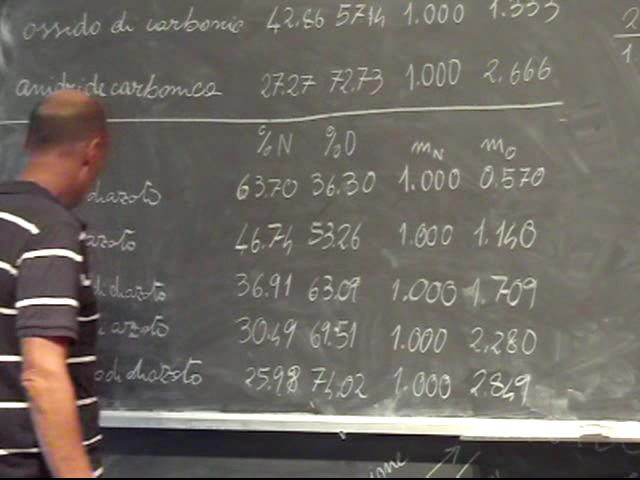 ossido di carbonio 42.86 57.14 1.000 1.333
anidride carbonica 27.27 72.73 1.000 2.666
%N %O mN mO
diazoto 63.70 36.30 1.000 0.570
azoto 46.74 53.26 1.000 1.140
di diazoto 36.91 63.09 1.000 1.709
azoto 30.49 69.51 1.000 2.280
di diazoto 25.98 74.02 1.000 2.849